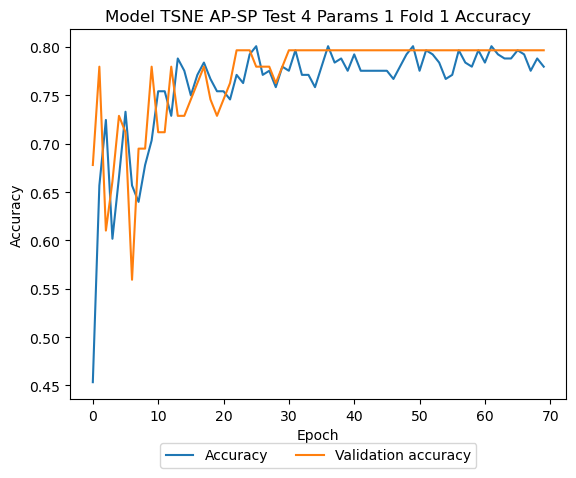 Model TSNE AP-SP Test 4 Params 1 Fold 1 Accuracy
0.80
0.75
0.70
0.65
0.60
0.55
0.50
0.45
Accuracy
0 10 20 30 40 50 60 70
Epoch
Accuracy Validation accuracy